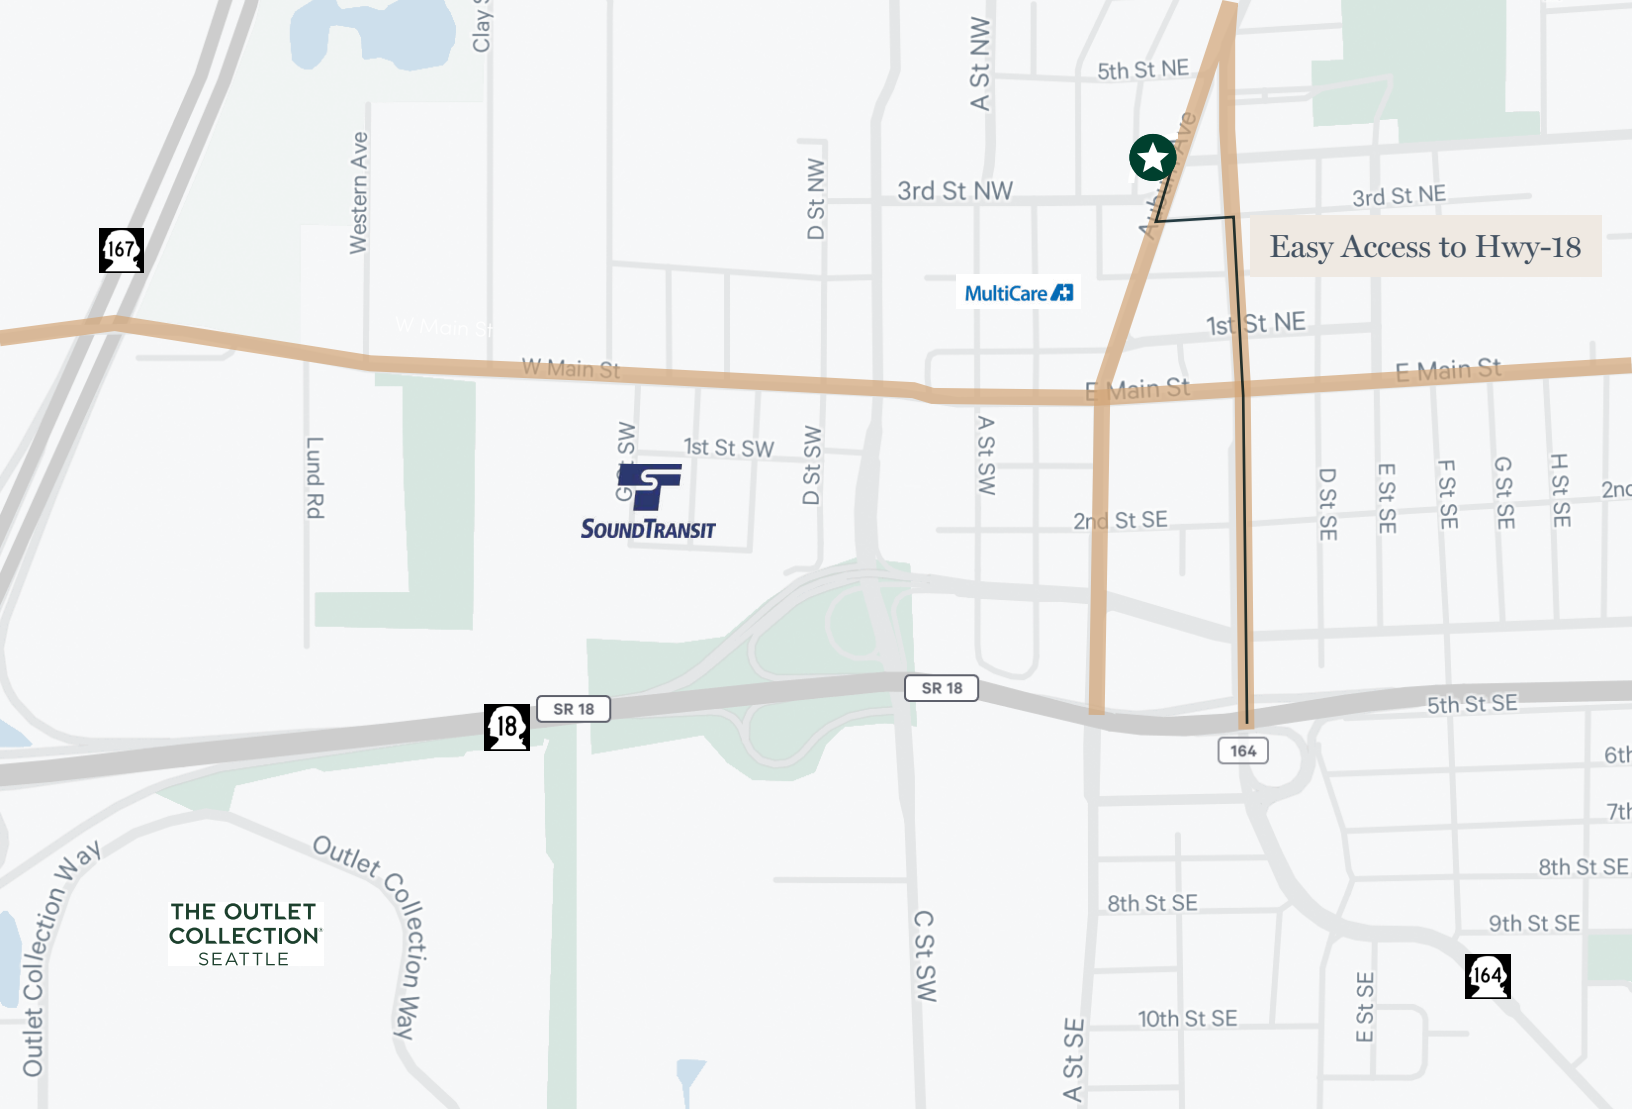 Clay S
A St NW
5th St NE
Auburn Ave
Western Ave
D St NW
3rd St NW
3rd St NE
167
Easy Access to Hwy-18
MultiCare
1st St NE
W Main St
W Main St
E Main St
E Main St
Lund Rd
G St SW
1st St SW
D St SW
A St SW
D St SE
E St SE
F St SE
G St SE
H St SE
2nd
SOUNDTRANSIT
2nd St SE
SR 18
SR 18
18
5th St SE
164
6th
7th
Outlet Collection Way
Outlet Collection Way
8th St SE
8th St SE
THE OUTLET
COLLECTION
SEATTLE
C St SW
9th St SE
164
E St SE
10th St SE
A St SE